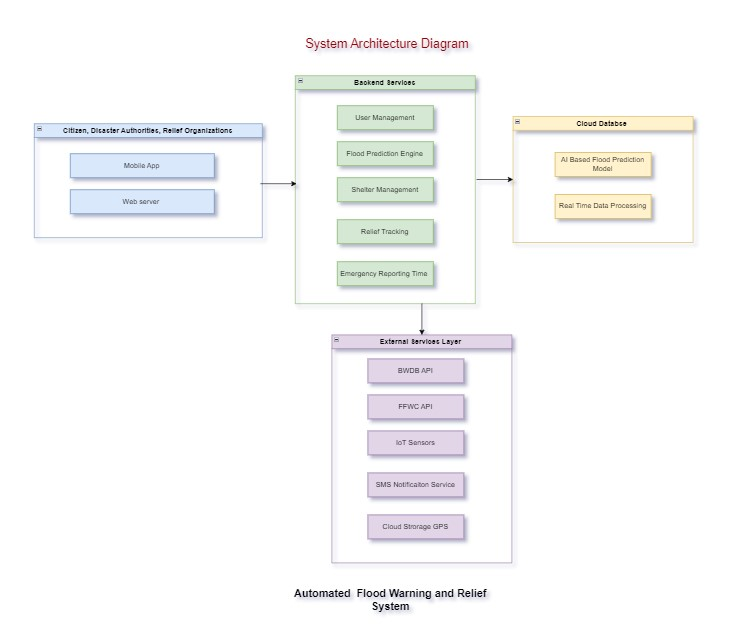 System Architecture Diagram
Backend Services
User Management
Flood Prediction Engine
Shelter Management
Relief Tracking
Emergency Reporting Time
Citizen, Disaster Authorities, Relief Organizations
Mobile App
Web server
Cloud Databse
AI Based Flood Prediction
Model
Real Time Data Processing
External Services Layer
BWDB API
FFWC API
IoT Sensors
SMS Notificaiton Service
Cloud Strorage GPS
Automated Flood Warning and Relief
System